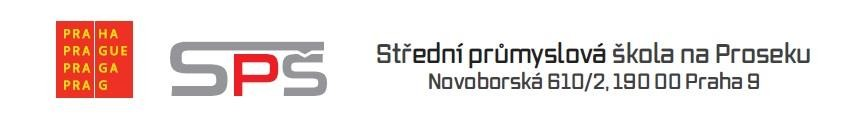 PRA HA
PRA GUE
PRA GA
PRA G
SPŠ
Střední průmyslová škola na Proseku
Novoborská 610/2, 190 00 Praha 9